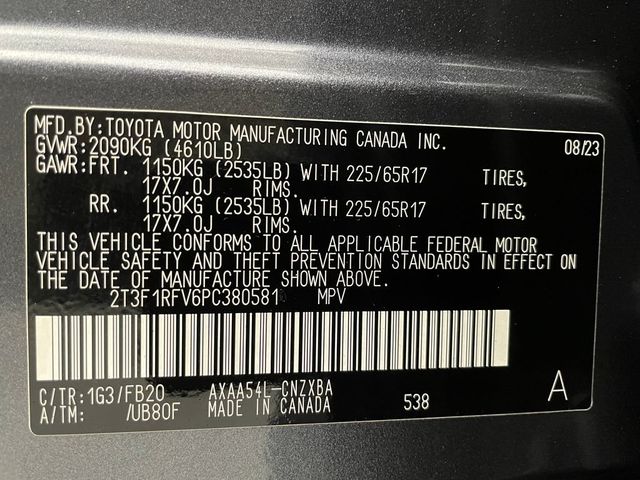 MFD.BY:TOYOTA MOTOR MANUFACTURING CANADA INC. 08/23
GVWR:2090KG (4610LB)
GAWR:FRT. 1150KG (2535LB) WITH 225/65R17 TIRES,
17X7.0J RIMS.
RR. 1150KG (2535LB) WITH 225/65R17 TIRES,
17X7.0J RIMS.
THIS VEHICLE CONFORMS TO ALL APPLICABLE FEDERAL MOTOR
VEHICLE SAFETY AND THEFT PREVENTION STANDARDS IN EFFECT ON
THE DATE OF MANUFACTURE SHOWN ABOVE.
2T3F1RFV6PC380581 MPV
C/TR:1G3/FB20 AXAA54L-CNZXBA
A/TM: /UB80F MADE IN CANADA 538 A